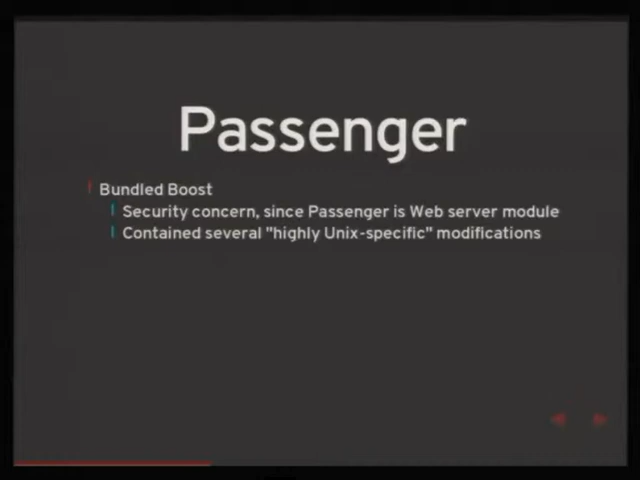 Passenger
Bundled Boost
Security concern, since Passenger is Web server module
Contained several "highly Unix-specific" modifications